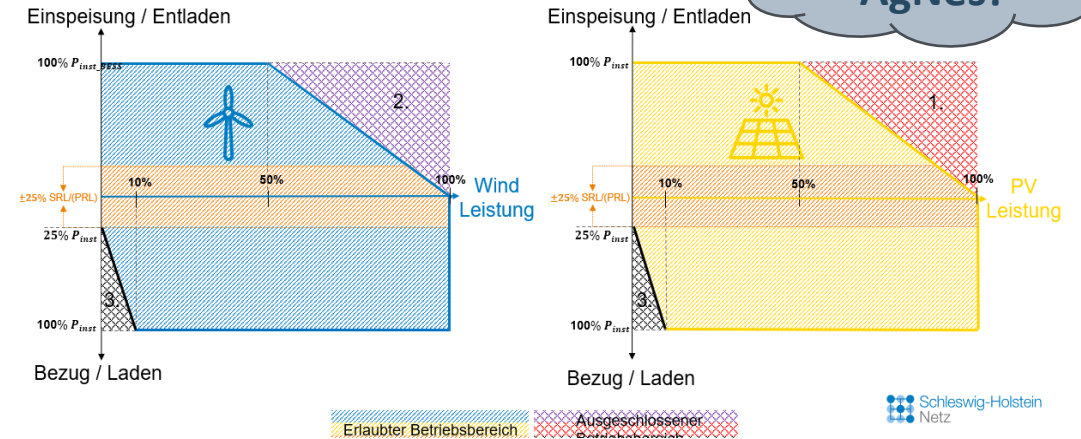 AgNes?
Einspeisung / Entladen
100% P_inst_BESS
2.
10%
50%
100%
Wind
Leistung
±25% SRL/(PRL)
25% P_inst
3.
100% P_inst
Bezug / Laden
Einspeisung / Entladen
100% P_inst
1.
10%
50%
100%
PV
Leistung
±25% SRL/(PRL)
25% P_inst
3.
100% P_inst
Bezug / Laden
Erlaubter Betriebsbereich
Ausgeschlossener
Betriebsbereich
Schleswig-Holstein
Netz